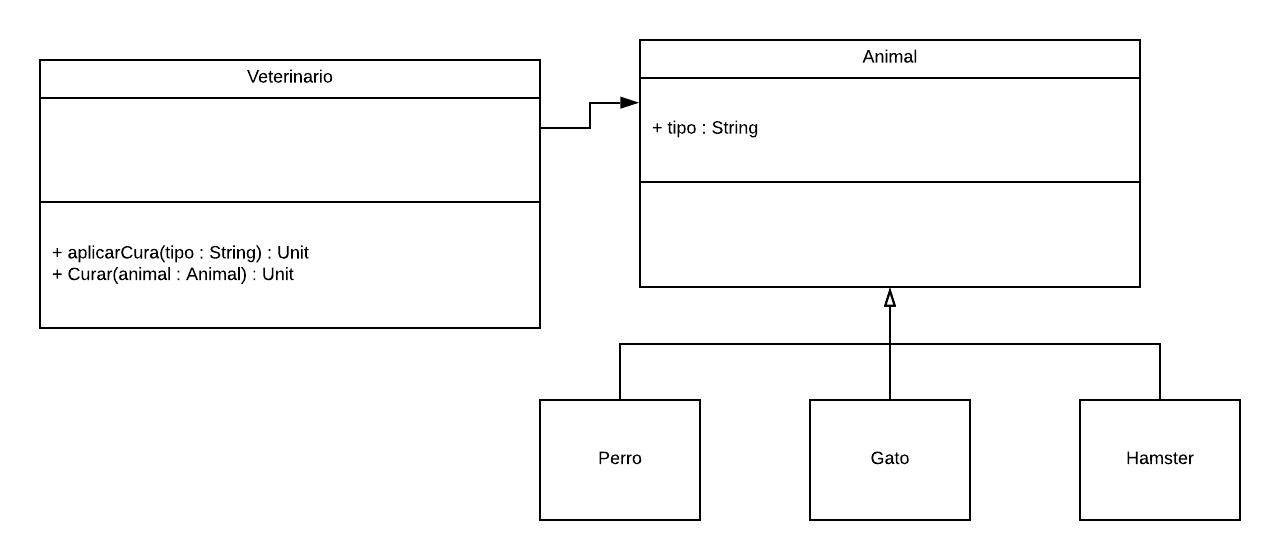 Veterinario
+ aplicarCura(tipo : String) : Unit
+ Curar(animal : Animal) : Unit
Animal
+ tipo : String
Perro
Gato
Hamster